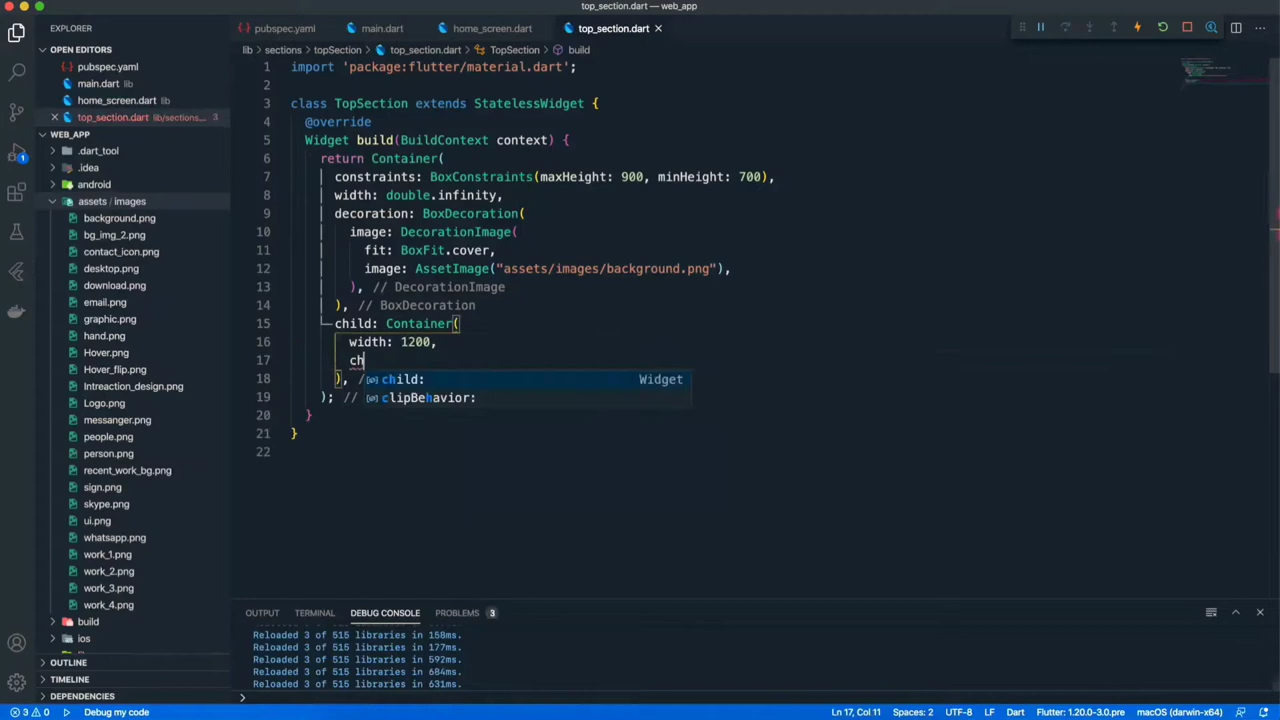 top_section.dart — web_app
EXPLORER
pubspec.yaml
main.dart
home_screen.dart
top_section.dart
OPEN EDITORS
pubspec.yaml
main.dart lib
home_screen.dart lib
top_section.dart lib/sections... 3
WEB_APP
.dart_tool
.idea
android
assets / images
background.png
bg_img_2.png
contact_icon.png
desktop.png
download.png
email.png
graphic.png
hand.png
Hover.png
Hover_flip.png
Intreaction_design.png
Logo.png
messanger.png
people.png
person.png
recent_work_bg.png
sign.png
skype.png
ui.png
whatsapp.png
work_1.png
work_2.png
work_3.png
work_4.png
build
ios
OUTLINE
TIMELINE
DEPENDENCIES
1
lib > sections > topSection > top_section.dart > TopSection > build
1 import 'package:flutter/material.dart';
2
3 class TopSection extends StatelessWidget {
4 @override
5 Widget build(BuildContext context) {
6 return Container(
7 constraints: BoxConstraints(maxHeight: 900, minHeight: 700),
8 width: double.infinity,
9 decoration: BoxDecoration(
10 image: DecorationImage(
11 fit: BoxFit.cover,
12 image: AssetImage("assets/images/background.png"),
13 ), // DecorationImage
14 ), // BoxDecoration
15 child: Container(
16 width: 1200,
17 ch
18 ), /
child: Widget
19 ); //
clipBehavior:
20 }
21 }
22
OUTPUT TERMINAL DEBUG CONSOLE PROBLEMS 3
Reloaded 3 of 515 libraries in 158ms.
Reloaded 3 of 515 libraries in 177ms.
Reloaded 3 of 515 libraries in 592ms.
Reloaded 3 of 515 libraries in 684ms.
Reloaded 3 of 515 libraries in 631ms.
3 0 Debug my code Ln 17, Col 11 Spaces: 2 UTF-8 LF Dart Flutter: 1.20.0-3.0.pre macOS (darwin-x64)